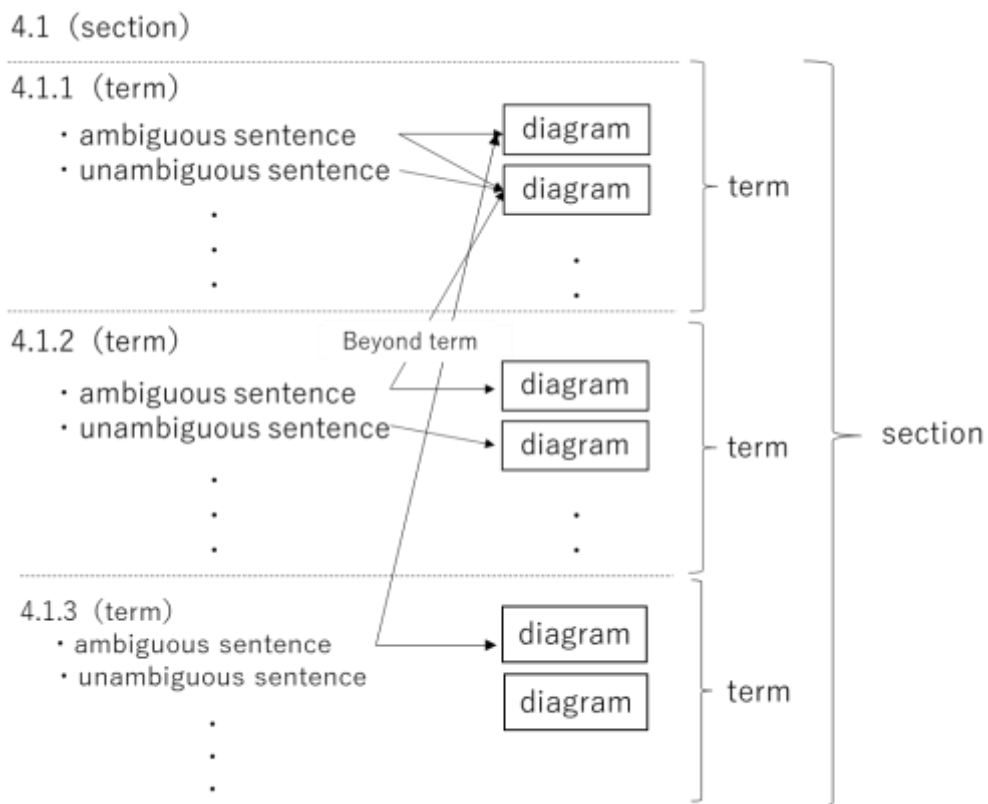 4.1（section）
4.1.1（term）
・ambiguous sentence
・unambiguous sentence
diagram
diagram
term
4.1.2（term）
Beyond term
・ambiguous sentence
・unambiguous sentence
diagram
diagram
term
section
4.1.3（term）
・ambiguous sentence
・unambiguous sentence
diagram
diagram
term